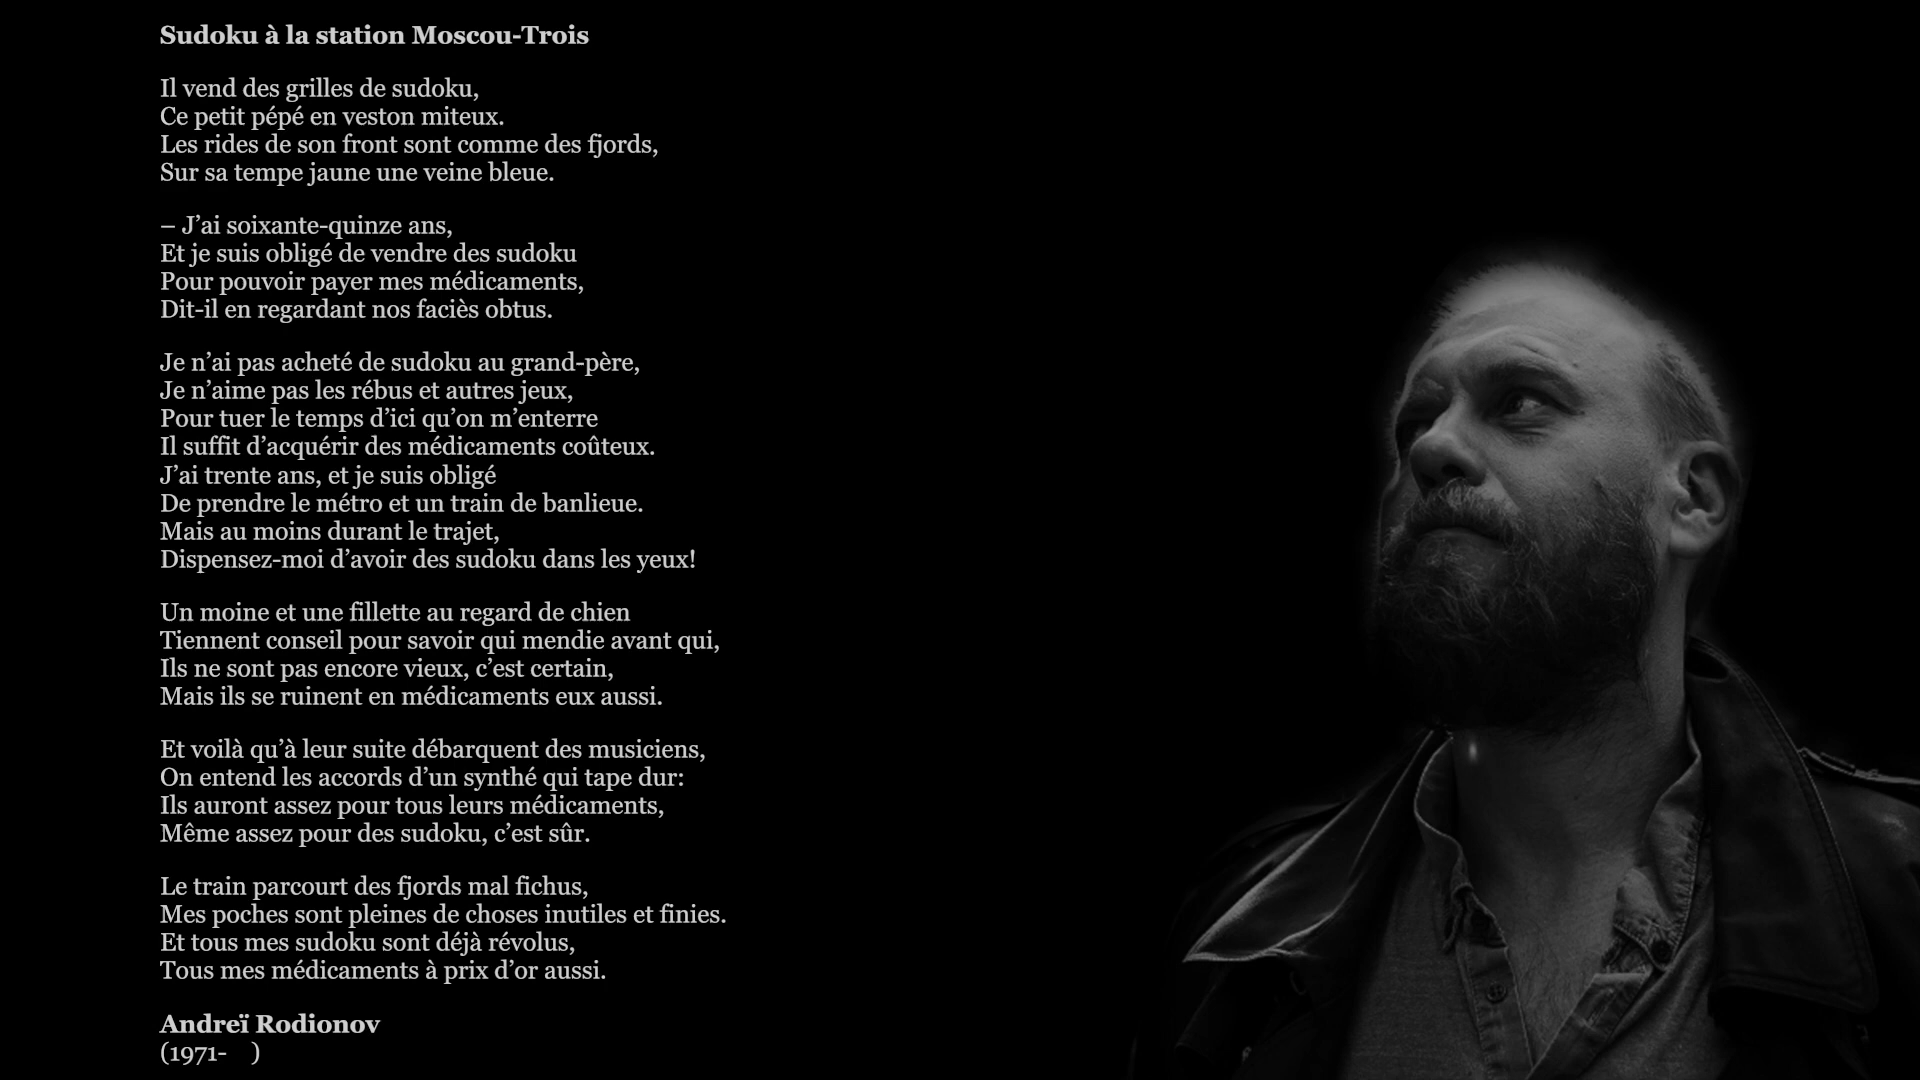 Sudoku à la station Moscou-Trois
Il vend des grilles de sudoku,
Ce petit pépé en veston miteux.
Les rides de son front sont comme des fjords,
Sur sa tempe jaune une veine bleue.
– J’ai soixante-quinze ans,
Et je suis obligé de vendre des sudoku
Pour pouvoir payer mes médicaments,
Dit-il en regardant nos faciès obtus.
Je n’ai pas acheté de sudoku au grand-père,
Je n’aime pas les rébus et autres jeux,
Pour tuer le temps d’ici qu’on m’enterre
Il suffit d’acquérir des médicaments coûteux.
J’ai trente ans, et je suis obligé
De prendre le métro et un train de banlieue.
Mais au moins durant le trajet,
Dispensez-moi d’avoir des sudoku dans les yeux!
Un moine et une fillette au regard de chien
Tiennent conseil pour savoir qui mendie avant qui,
Ils ne sont pas encore vieux, c’est certain,
Mais ils se ruinent en médicaments eux aussi.
Et voilà qu’à leur suite débarquent des musiciens,
On entend les accords d’un synthé qui tape dur:
Ils auront assez pour tous leurs médicaments,
Même assez pour des sudoku, c’est sûr.
Le train parcourt des fjords mal fichus,
Mes poches sont pleines de choses inutiles et finies.
Et tous mes sudoku sont déjà révolus,
Tous mes médicaments à prix d’or aussi.
Andreï Rodionov
(1971-    )